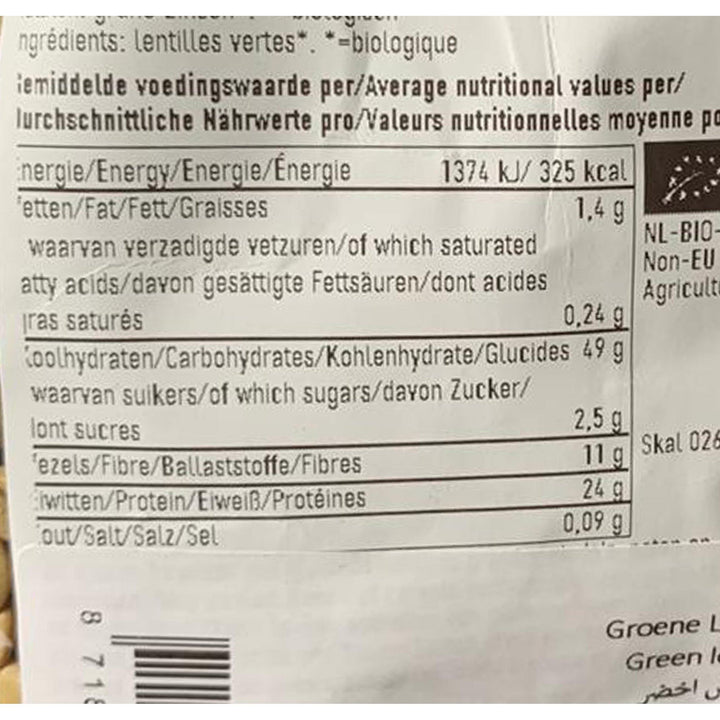 ngrédients: lentilles vertes*. *=biologique
iemiddelde voedingswaarde per/Average nutritional values per/
durchschnittliche Nährwerte pro/Valeurs nutritionnelles moyenne po
nergie/Energy/Energie/Énergie 1374 kJ/ 325 kcal
etten/Fat/Fett/Graisses 1,4 g
waarvan verzadigde vetzuren/of which saturated
atty acids/davon gesättigte Fettsäuren/dont acides
gras saturés 0,24 g
Koolhydraten/Carbohydrates/Kohlenhydrate/Glucides 49 g
waarvan suikers/of which sugars/davon Zucker/
dont sucres 2,5 g
ezels/Fibre/Ballaststoffe/Fibres 11 g
iwitten/Protein/Eiweiß/Protéines 24 g
out/Salt/Salz/Sel 0,09 g
NL-BIO-
Non-EU
Agricult
Skal 026
Groene L
Green l
اخضر
8 718